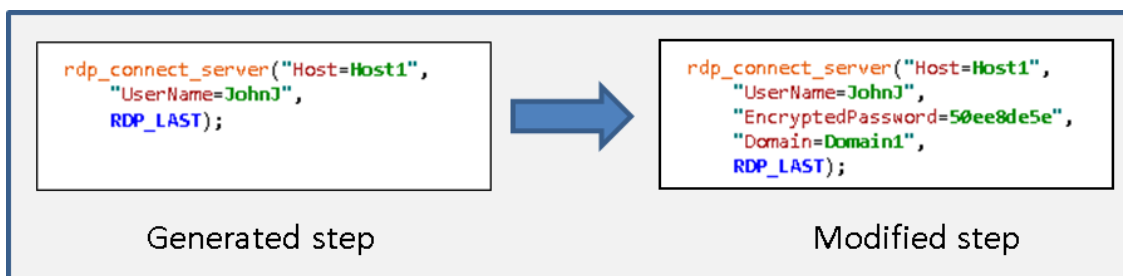 rdp_connect_server("Host=Host1",
"UserName=JohnJ",
RDP_LAST);
Generated step
rdp_connect_server("Host=Host1",
"UserName=JohnJ",
"EncryptedPassword=50ee8de5e",
"Domain=Domain1",
RDP_LAST);
Modified step